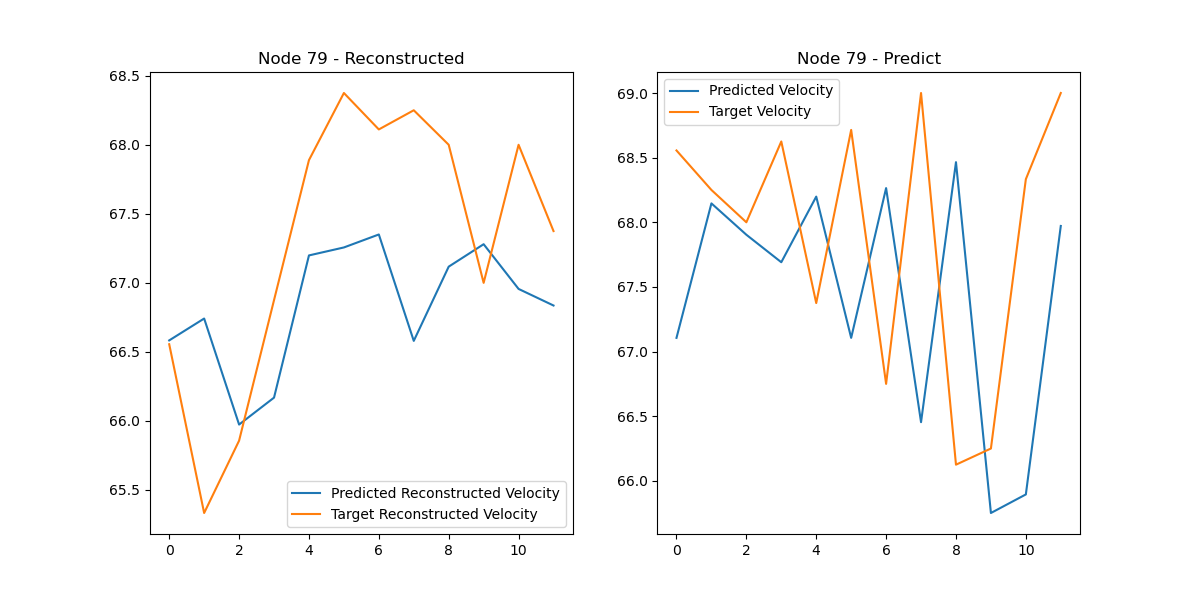 Node 79 - Reconstructed
68.5
68.0
67.5
67.0
66.5
66.0
65.5
0 2 4 6 8 10
Predicted Reconstructed Velocity
Target Reconstructed Velocity
Node 79 - Predict
69.0
68.5
68.0
67.5
67.0
66.5
66.0
0 2 4 6 8 10
Predicted Velocity
Target Velocity